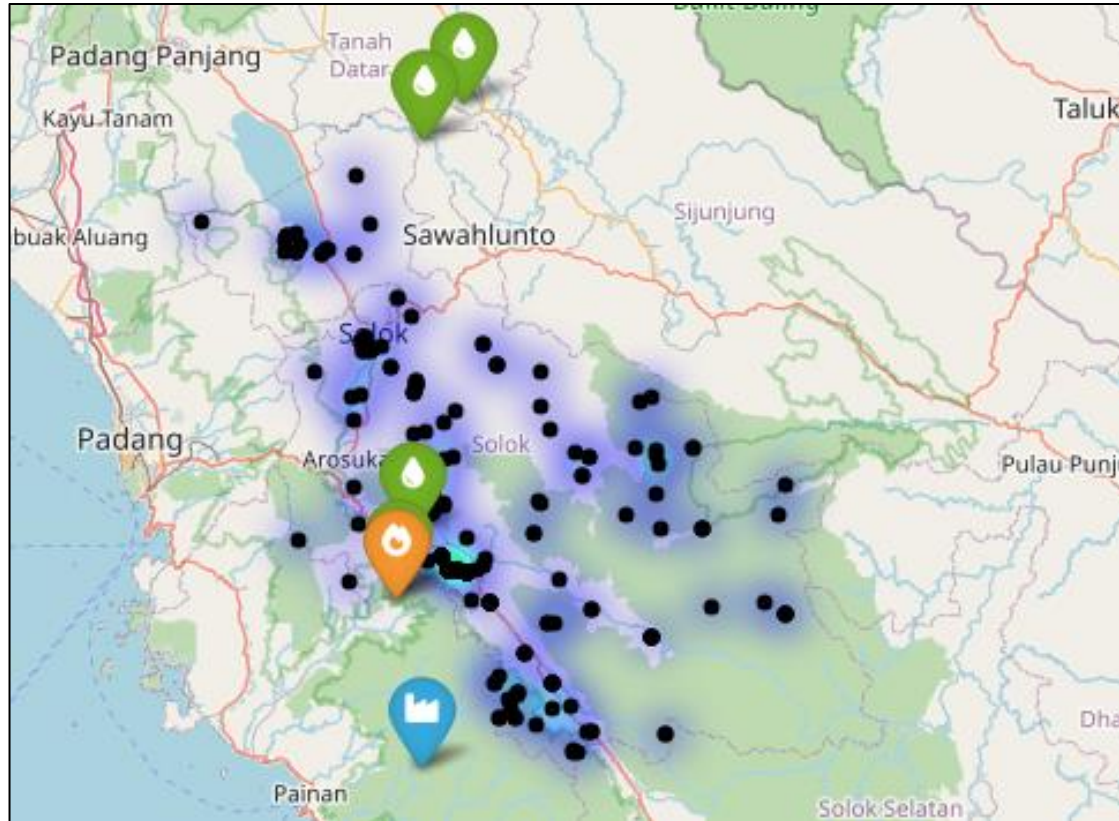 Padang Panjang
Tanah
Datar
Taluk
Kayu Tanam
Sijunjung
buak Aluang
Sawahlunto
Solok
Padang
Solok
Arosuka
Pulau Punj
Dha
Painan
Solok Selatan